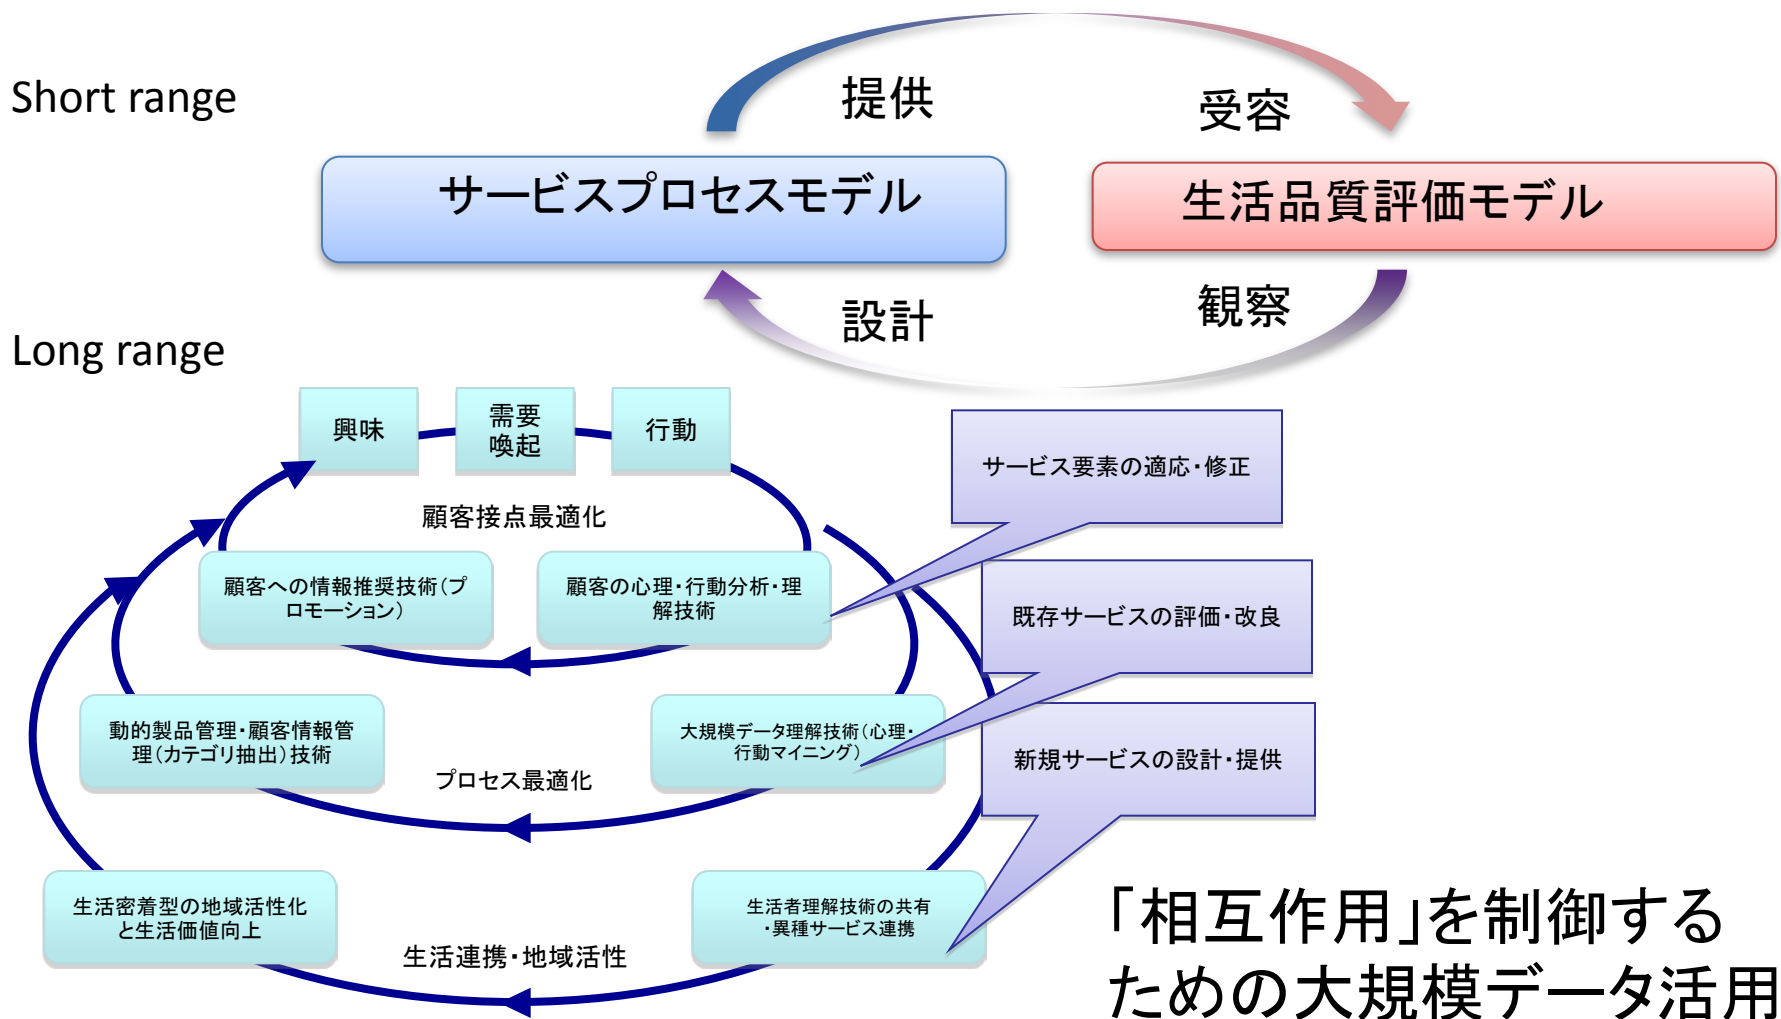 Short range
提供
受容
サービスプロセスモデル
生活品質評価モデル
設計
観察
Long range
興味
需要
喚起
行動
サービス要素の適応・修正
顧客接点最適化
顧客への情報推奨技術(プ
ロモーション)
顧客の心理・行動分析・理
解技術
既存サービスの評価・改良
動的製品管理・顧客情報管
理(カテゴリ抽出)技術
大規模データ理解技術(心理・
行動マイニング)
新規サービスの設計・提供
プロセス最適化
生活密着型の地域活性化
と生活価値向上
生活者理解技術の共有
・異種サービス連携
生活連携・地域活性
「相互作用」を制御する
ための大規模データ活用